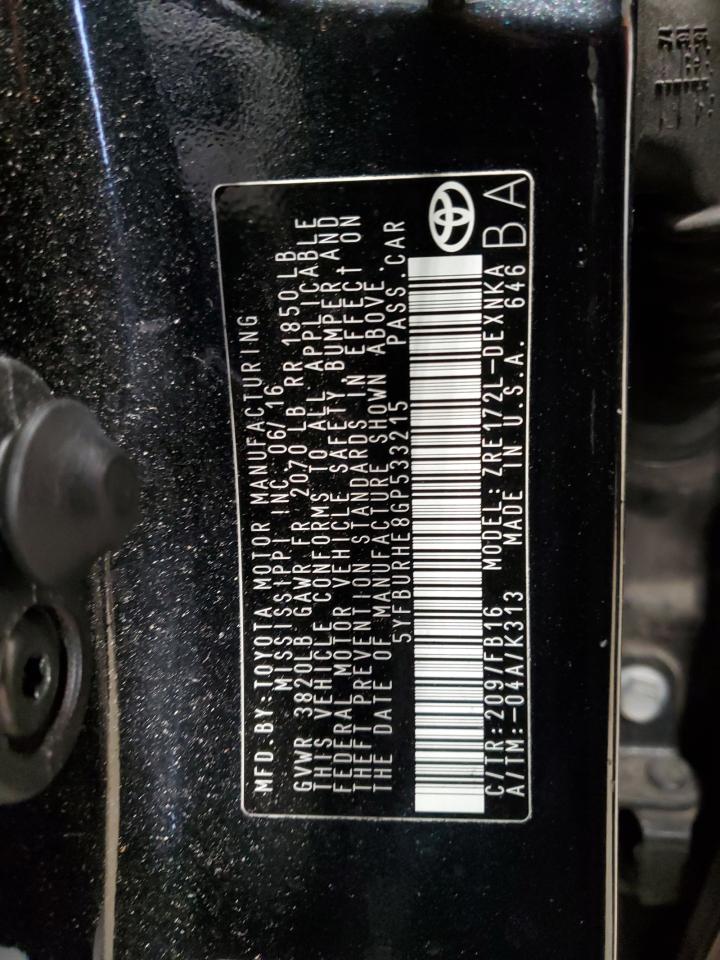 MFD.BY:TOYOTA MOTOR MANUFACTURING
MISSISSIPPI INC. 06/16
GVWR 3820LB GAWR FR 2070 LB RR 1850 LB
THIS VEHICLE CONFORMS TO ALL APPLICABLE
FEDERAL MOTOR VEHICLE SAFETY, BUMPER AND
THEFT PREVENTION STANDARDS IN EFFECT ON
THE DATE OF MANUFACTURE SHOWN ABOVE.
5YFBURHE8GP533215 PASS.CAR
C/TR:209/FB16 MODEL:ZRE172L-DEXNKA
A/TM:-04A/K313 MADE IN U.S.A. 646
BA